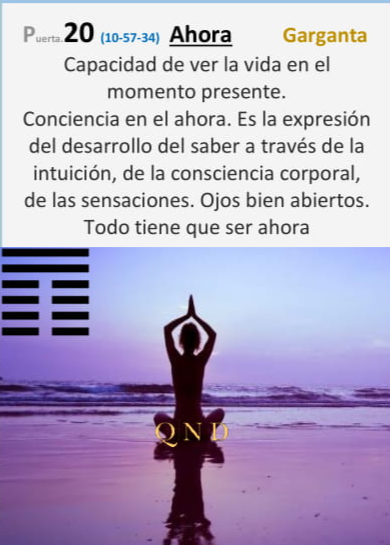 Puerta.20 (10-57-34) Ahora Garganta
Capacidad de ver la vida en el
momento presente.
Conciencia en el ahora. Es la expresión
del desarrollo del saber a través de la
intuición, de la consciencia corporal,
de las sensaciones. Ojos bien abiertos.
Todo tiene que ser ahora
QND